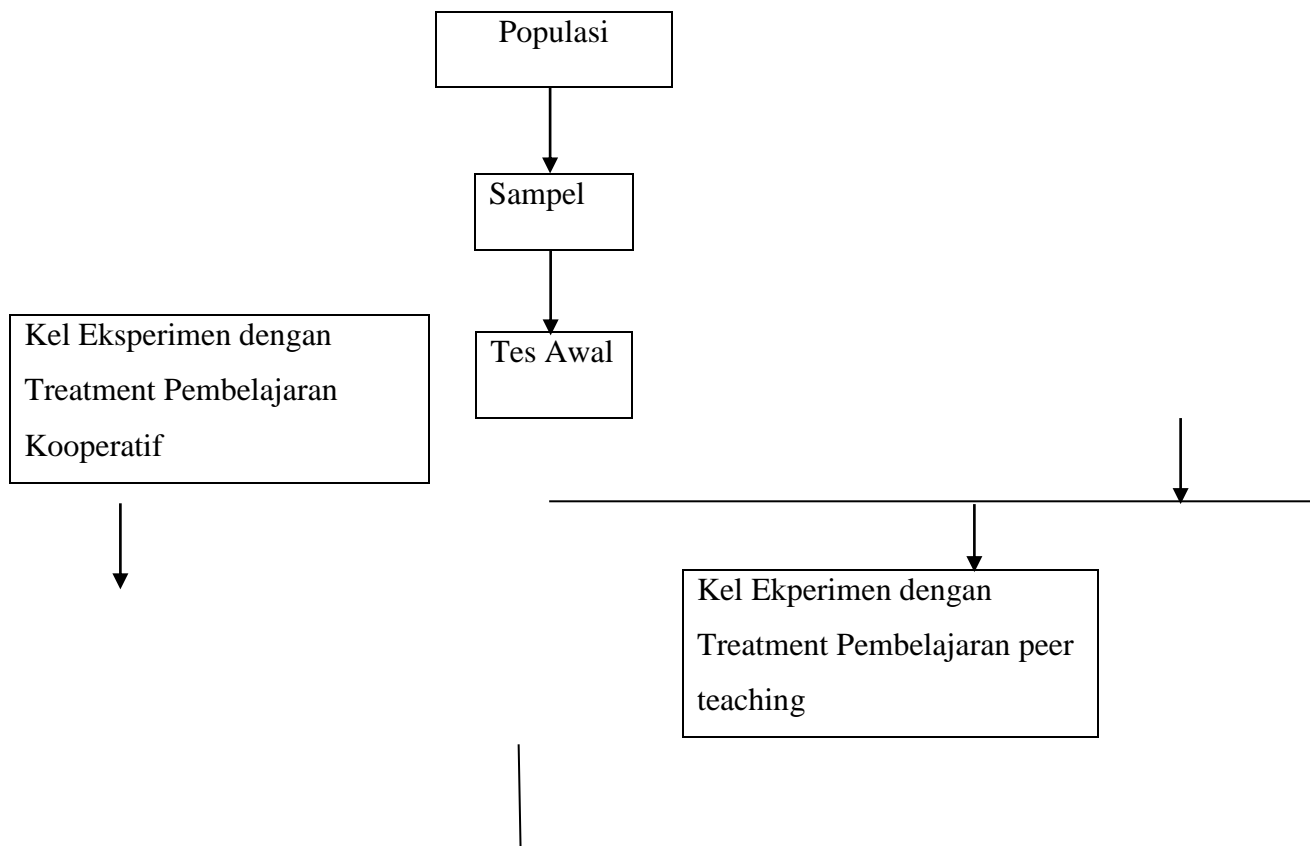 Populasi
Sampel
Kel Eksperimen dengan
Treatment Pembelajaran
Kooperatif
Tes Awal
Kel Ekperimen dengan
Treatment Pembelajaran peer
teaching